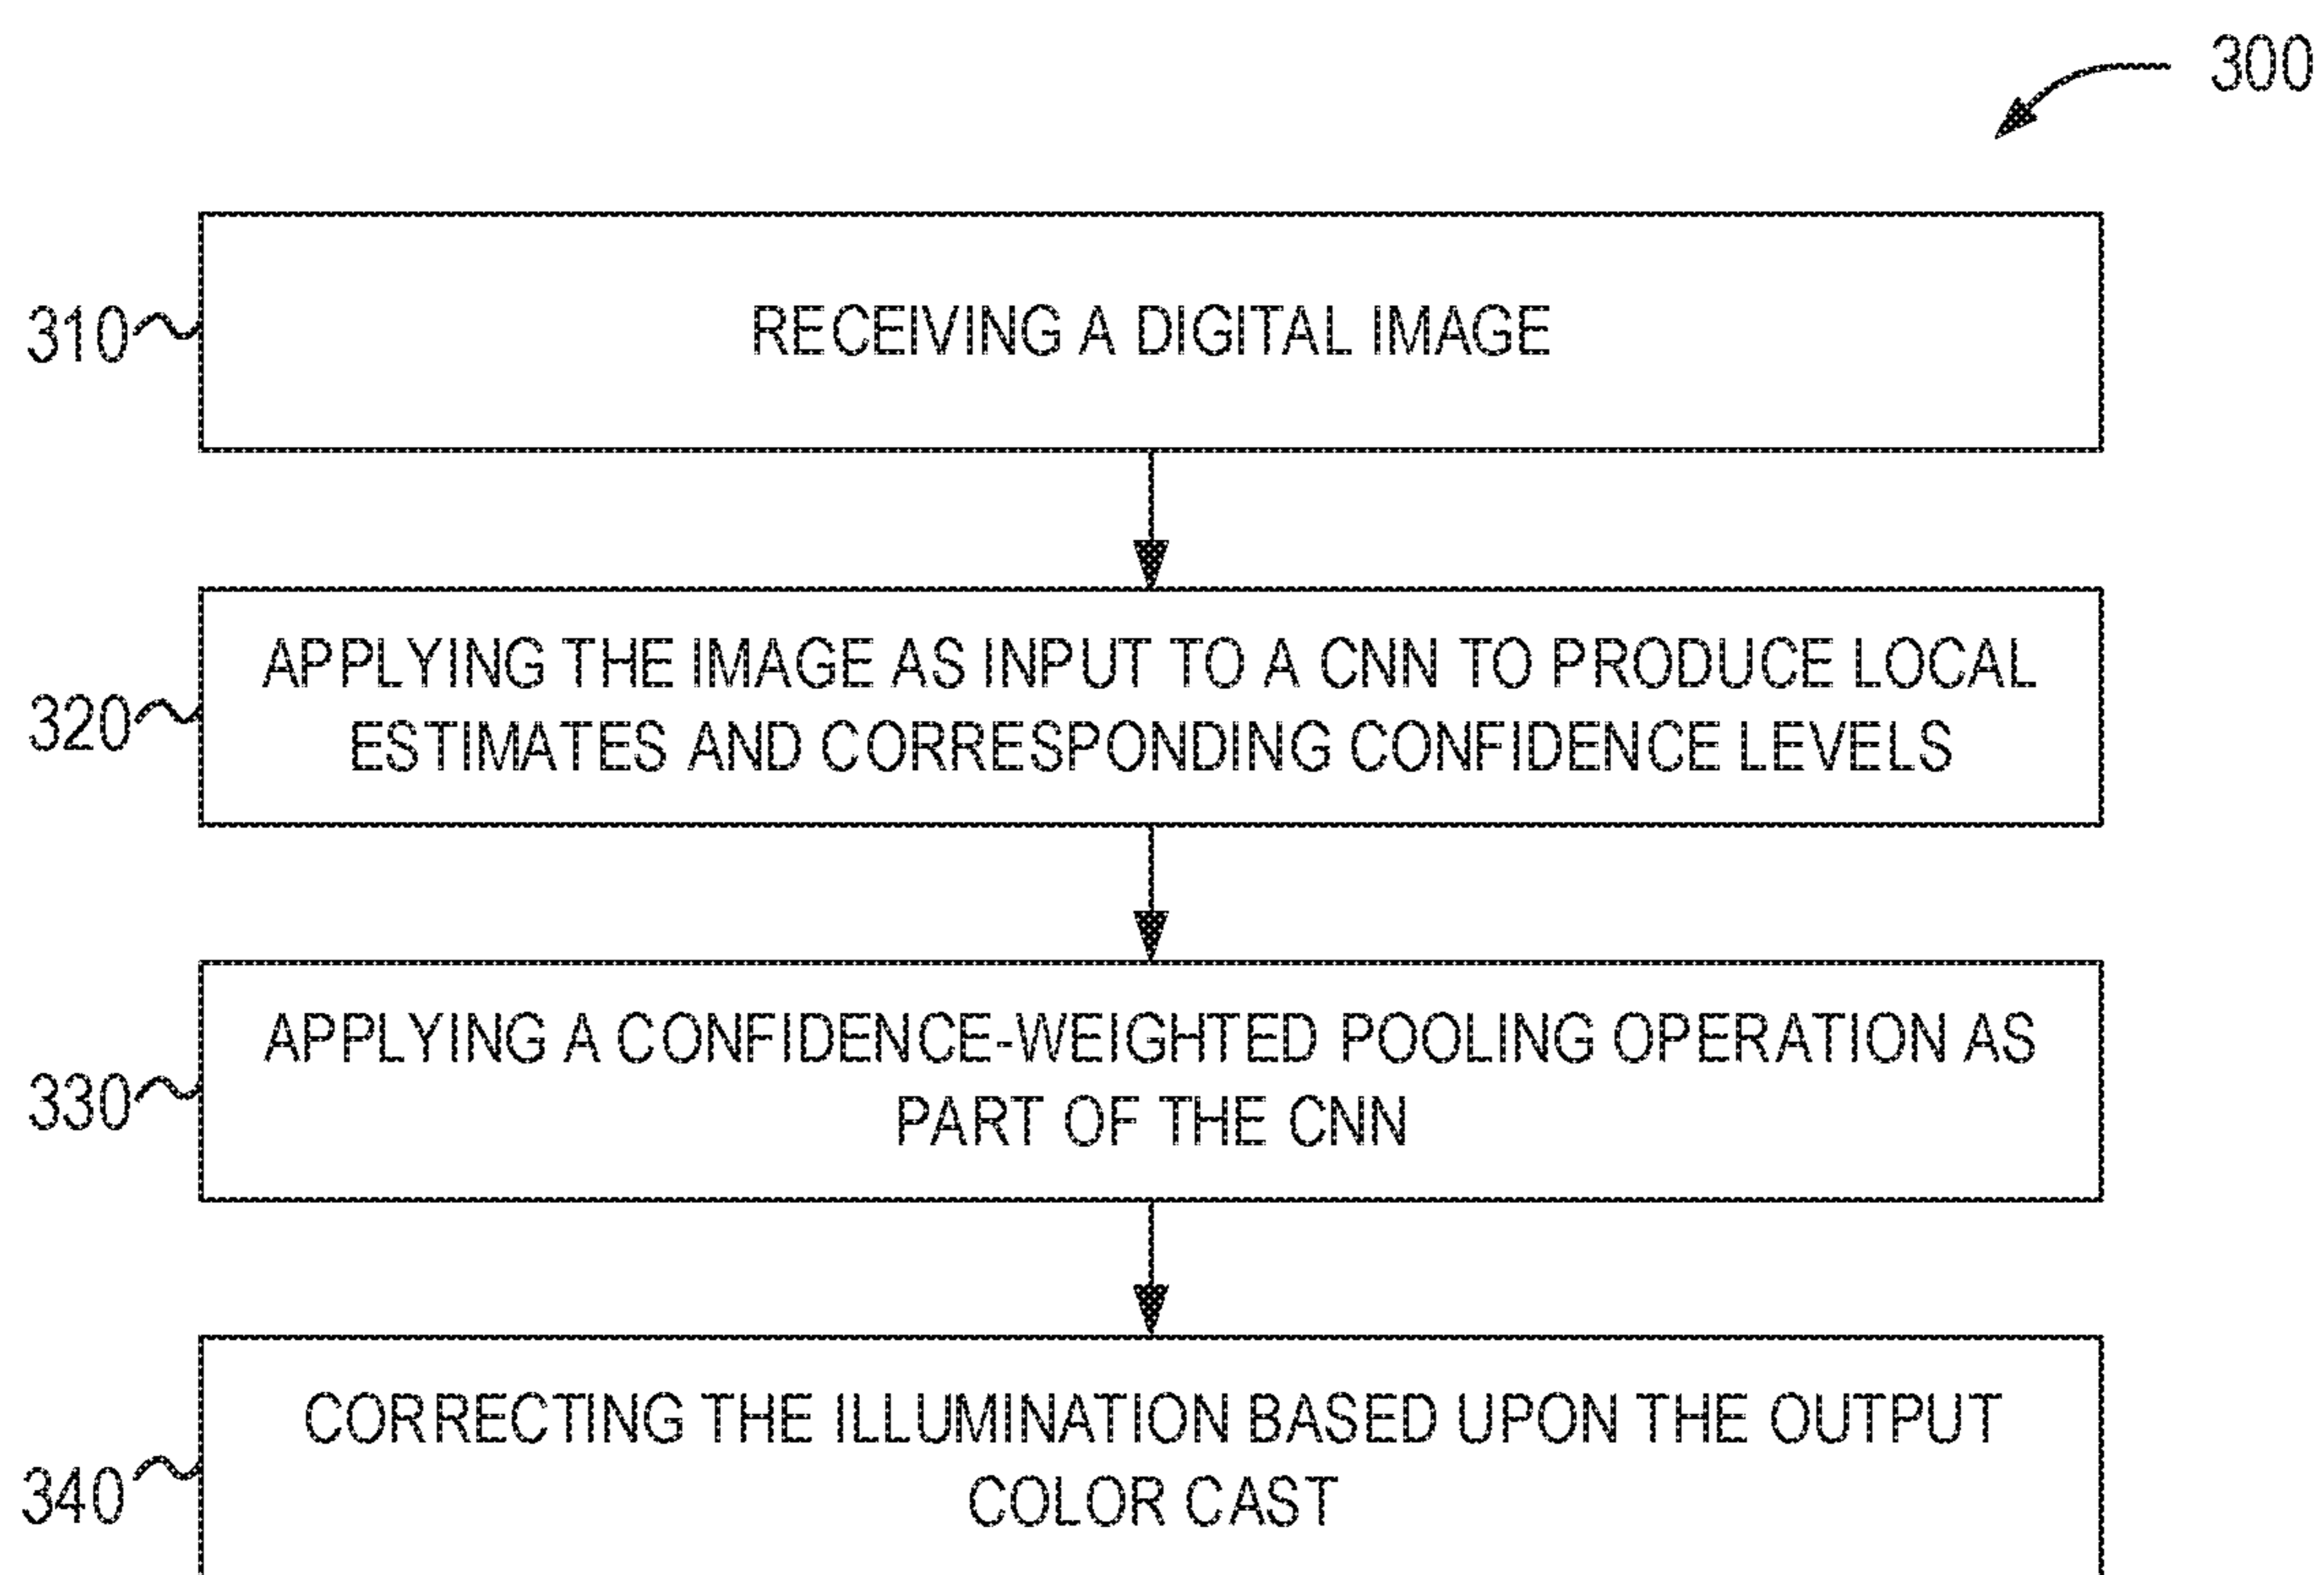 300
310
RECEIVING A DIGITAL IMAGE
320
APPLYING THE IMAGE AS INPUT TO A CNN TO PRODUCE LOCAL
ESTIMATES AND CORRESPONDING CONFIDENCE LEVELS
330
APPLYING A CONFIDENCE-WEIGHTED POOLING OPERATION AS
PART OF THE CNN
340
CORRECTING THE ILLUMINATION BASED UPON THE OUTPUT
COLOR CAST